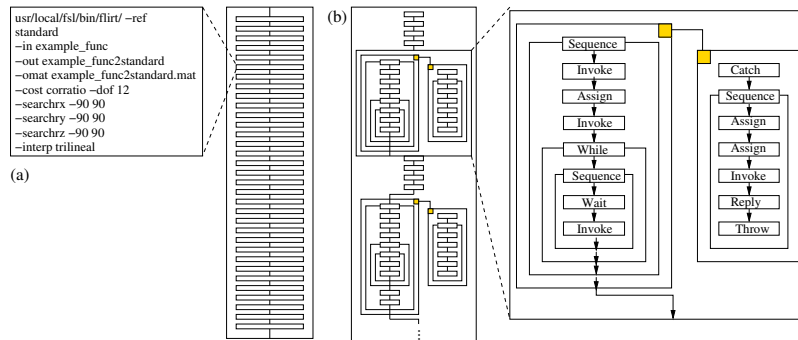 usr/local/fsl/bin/flirt/ −ref
standard
−in example_func
−out example_func2standard
−omat example_func2standard.mat
−cost corratio −dof 12
−searchrx −90 90
−searchry −90 90
−searchrz −90 90
−interp trilineal
(a)
(b)
Sequence
Invoke
Assign
Invoke
While
Sequence
Wait
Invoke
Catch
Sequence
Assign
Assign
Invoke
Reply
Throw